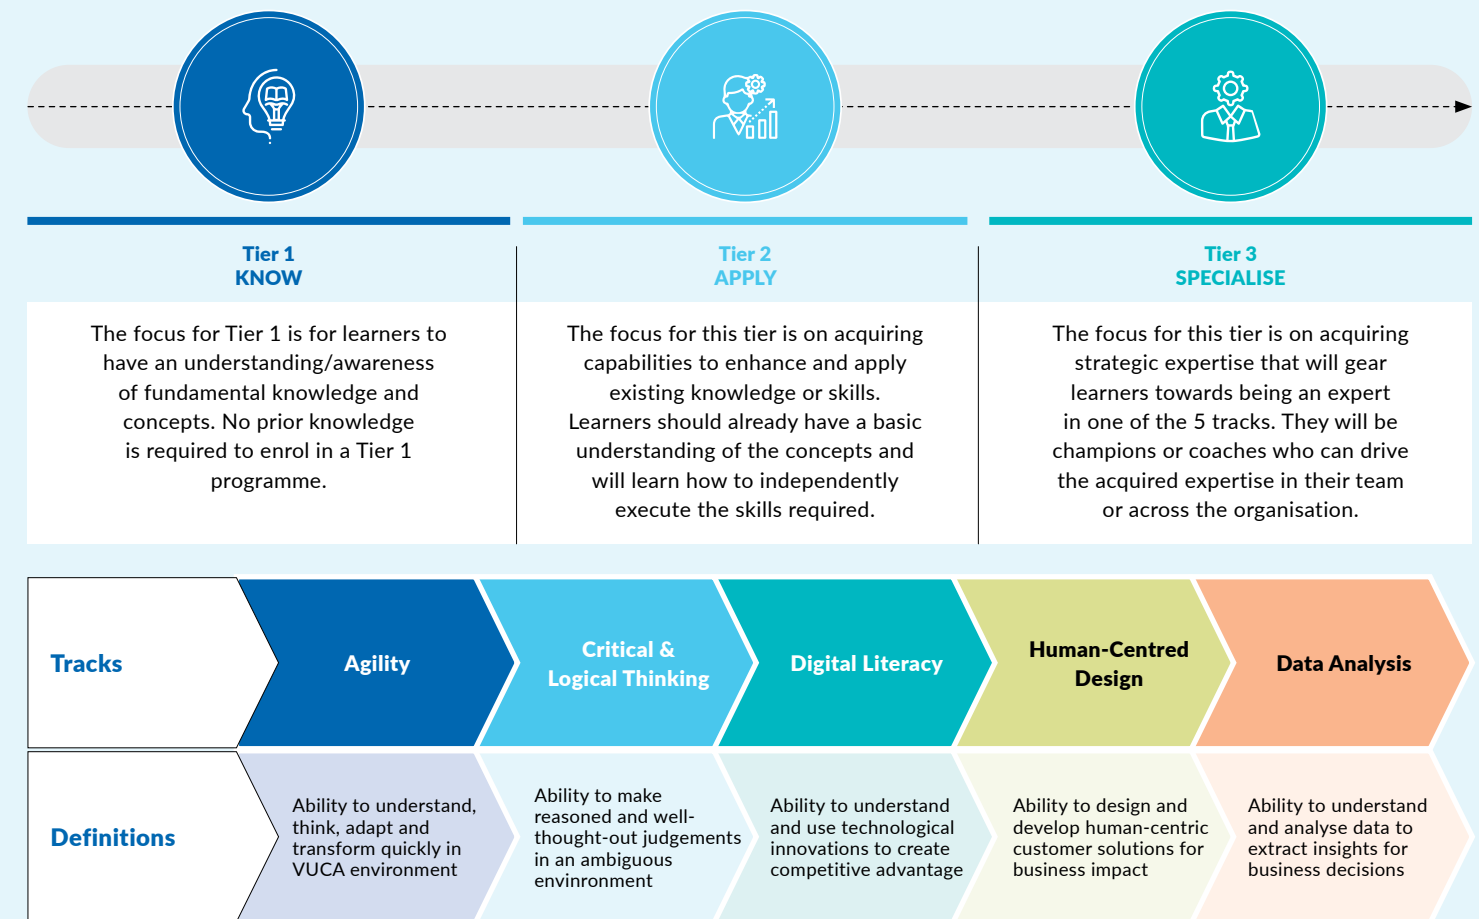 Tier 1
KNOW
The focus for Tier 1 is for learners to
have an understanding/awareness
of fundamental knowledge and
concepts. No prior knowledge
is required to enrol in a Tier 1
programme.
Tier 2
APPLY
The focus for this tier is on acquiring
capabilities to enhance and apply
existing knowledge or skills.
Learners should already have a basic
understanding of the concepts and
will learn how to independently
execute the skills required.
Tier 3
SPECIALISE
The focus for this tier is on acquiring
strategic expertise that will gear
learners towards being an expert
in one of the 5 tracks. They will be
champions or coaches who can drive
the acquired expertise in their team
or across the organisation.
Tracks
Agility
Critical &
Logical Thinking
Digital Literacy
Human-Centred
Design
Data Analysis
Definitions
Ability to understand,
think, adapt and
transform quickly in
VUCA environment
Ability to make
reasoned and well-
thought-out judgements
in an ambiguous
envinronment
Ability to understand
and use technological
innovations to create
competitive advantage
Ability to design and
develop human-centric
customer solutions for
business impact
Ability to understand
and analyse data to
extract insights for
business decisions